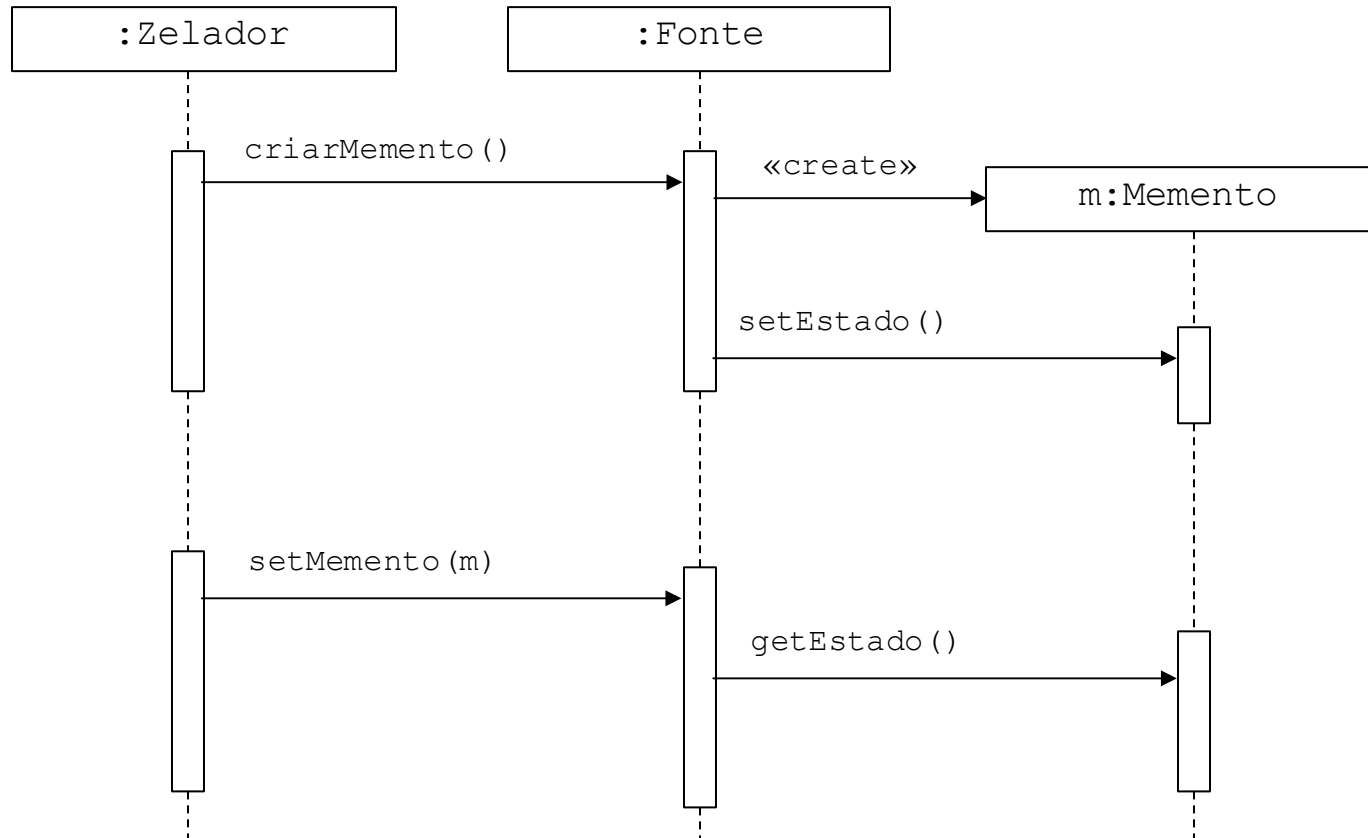 :Zelador
:Fonte
criarMemento()
«create»
m:Memento
setEstado()
setMemento(m)
getEstado()